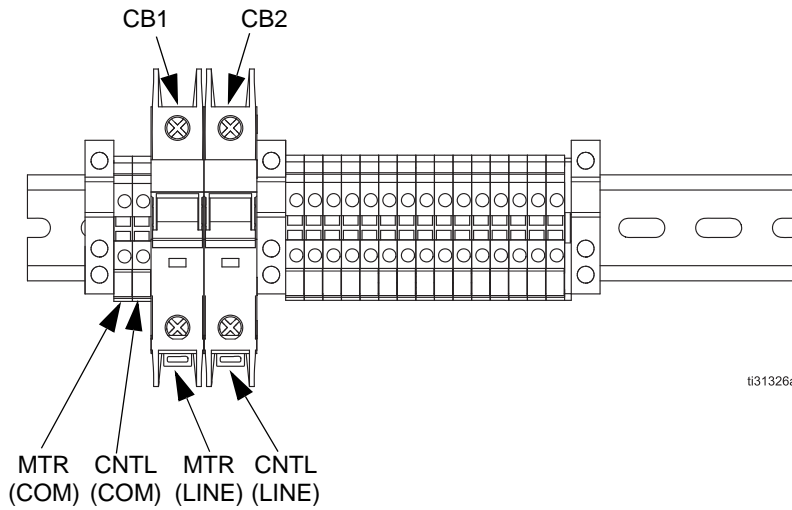 CB1 CB2
ti31326a
MTR CNTL MTR CNTL
(COM) (COM) (LINE) (LINE)